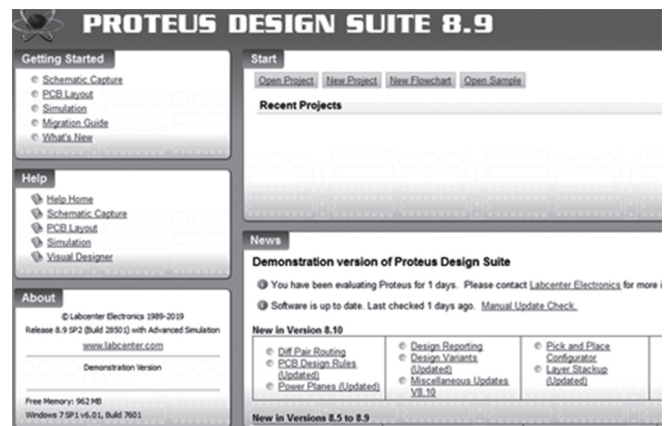 PROTEUS DESIGN SUITE 8.9
Getting Started
Schematic Capture
PCB Layout
Simulation
Migration Guide
What's New
Help
Help Home
Schematic Capture
PCB Layout
Simulation
Visual Designer
About
© Labcenter Electronics 1989-2019
Release 8.9 SP2 (Build 28501) with Advanced Simulation
www.labcenter.com
Demonstration Version
Free Memory: 962 MB
Windows 7 SP1 v6.01, Build 7601
Start
Open Project New Project New Flowchart Open Sample
Recent Projects
News
Demonstration version of Proteus Design Suite
You have been evaluating Proteus for 1 days. Please contact Labcenter Electronics for more
Software is up to date. Last checked 1 days ago. Manual Update Check.
New in Version 8.10
Diff Pair Routing
PCB Design Rules
(Updated)
Power Planes (Updated)
Design Reporting
Design Variants
(Updated)
Miscellaneous Updates
V8.10
Pick and Place
Configurator
Layer Stackup
(Updated)
New in Versions 8.5 to 8.9